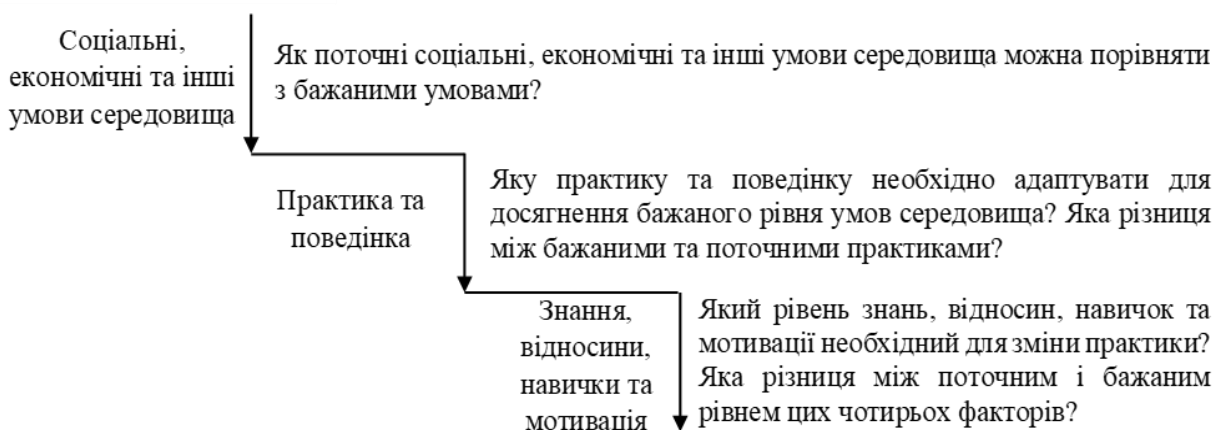 Соціальні,
економічні та інші
умови середовища
Як поточні соціальні, економічні та інші умови середовища можна порівняти
з бажаними умовами?
Практика та
поведінка
Яку практику та поведінку необхідно адаптувати для
досягнення бажаного рівня умов середовища? Яка різниця
між бажаними та поточними практиками?
Знання,
відносини,
навички та
мотивація
Який рівень знань, відносин, навичок та
мотивації необхідний для зміни практики?
Яка різниця між поточним і бажаним
рівнем цих чотирьох факторів?